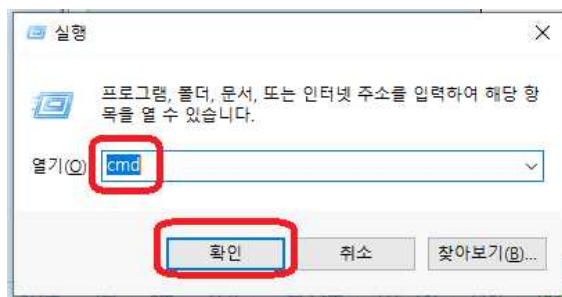 실행
프로그램, 폴더, 문서, 또는 인터넷 주소를 입력하여 해당 항
목을 열 수 있습니다.
열기(O) cmd
확인 취소 찾아보기(B)...